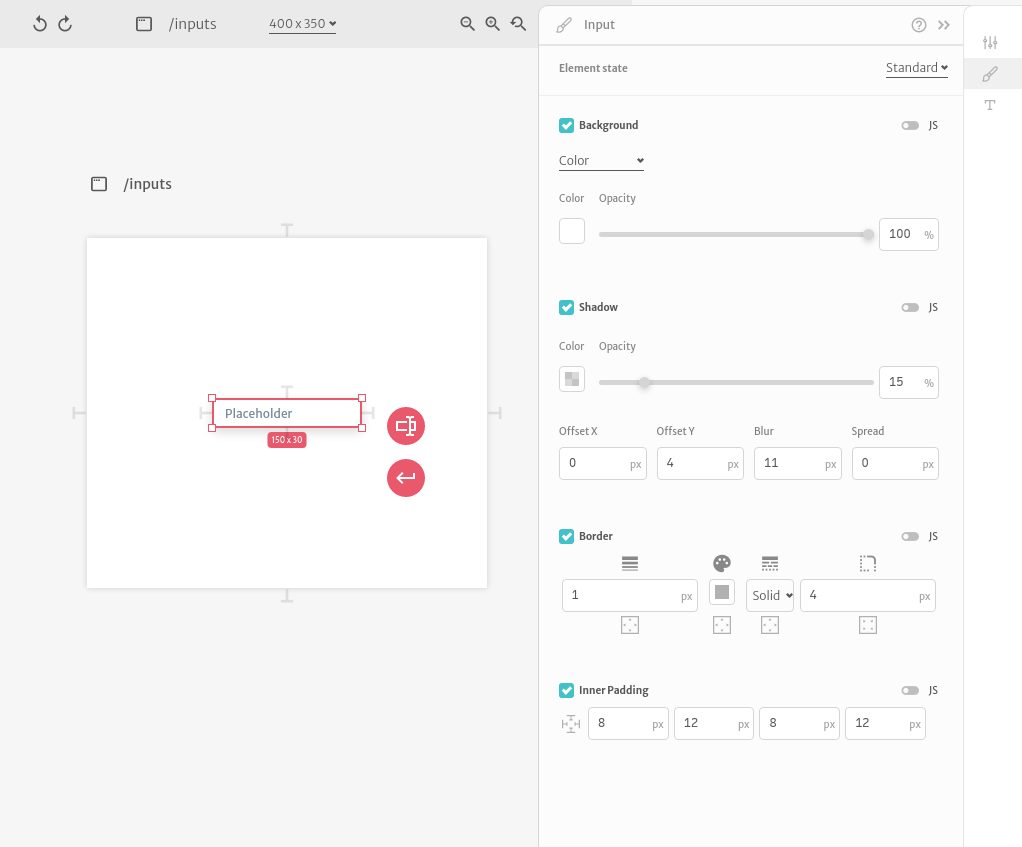 /inputs
400 x 350
Input
Element state
Standard
Background
JS
Color
Color
Opacity
100 %
/inputs
Placeholder
150 x 30
Shadow
JS
Color
Opacity
15 %
Offset X
Offset Y
Blur
Spread
0 px
4 px
11 px
0 px
Border
JS
1 px
Solid
4 px
Inner Padding
JS
8 px
12 px
8 px
12 px
T